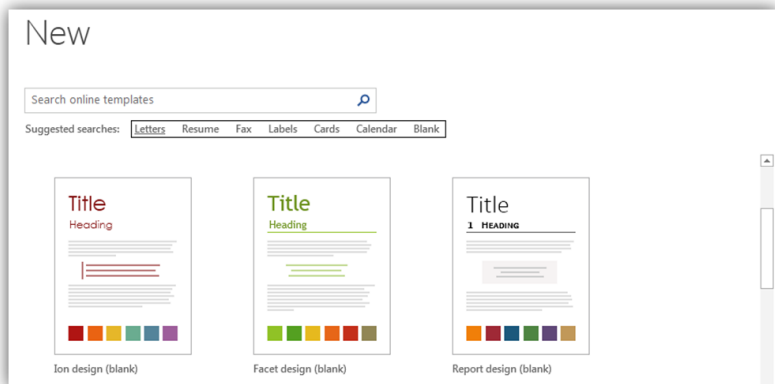 New
Search online templates
Suggested searches: Letters Resume Fax Labels Cards Calendar Blank
Title Title Title
Heading Heading 1 HEADING
Ion design (blank) Facet design (blank) Report design (blank)